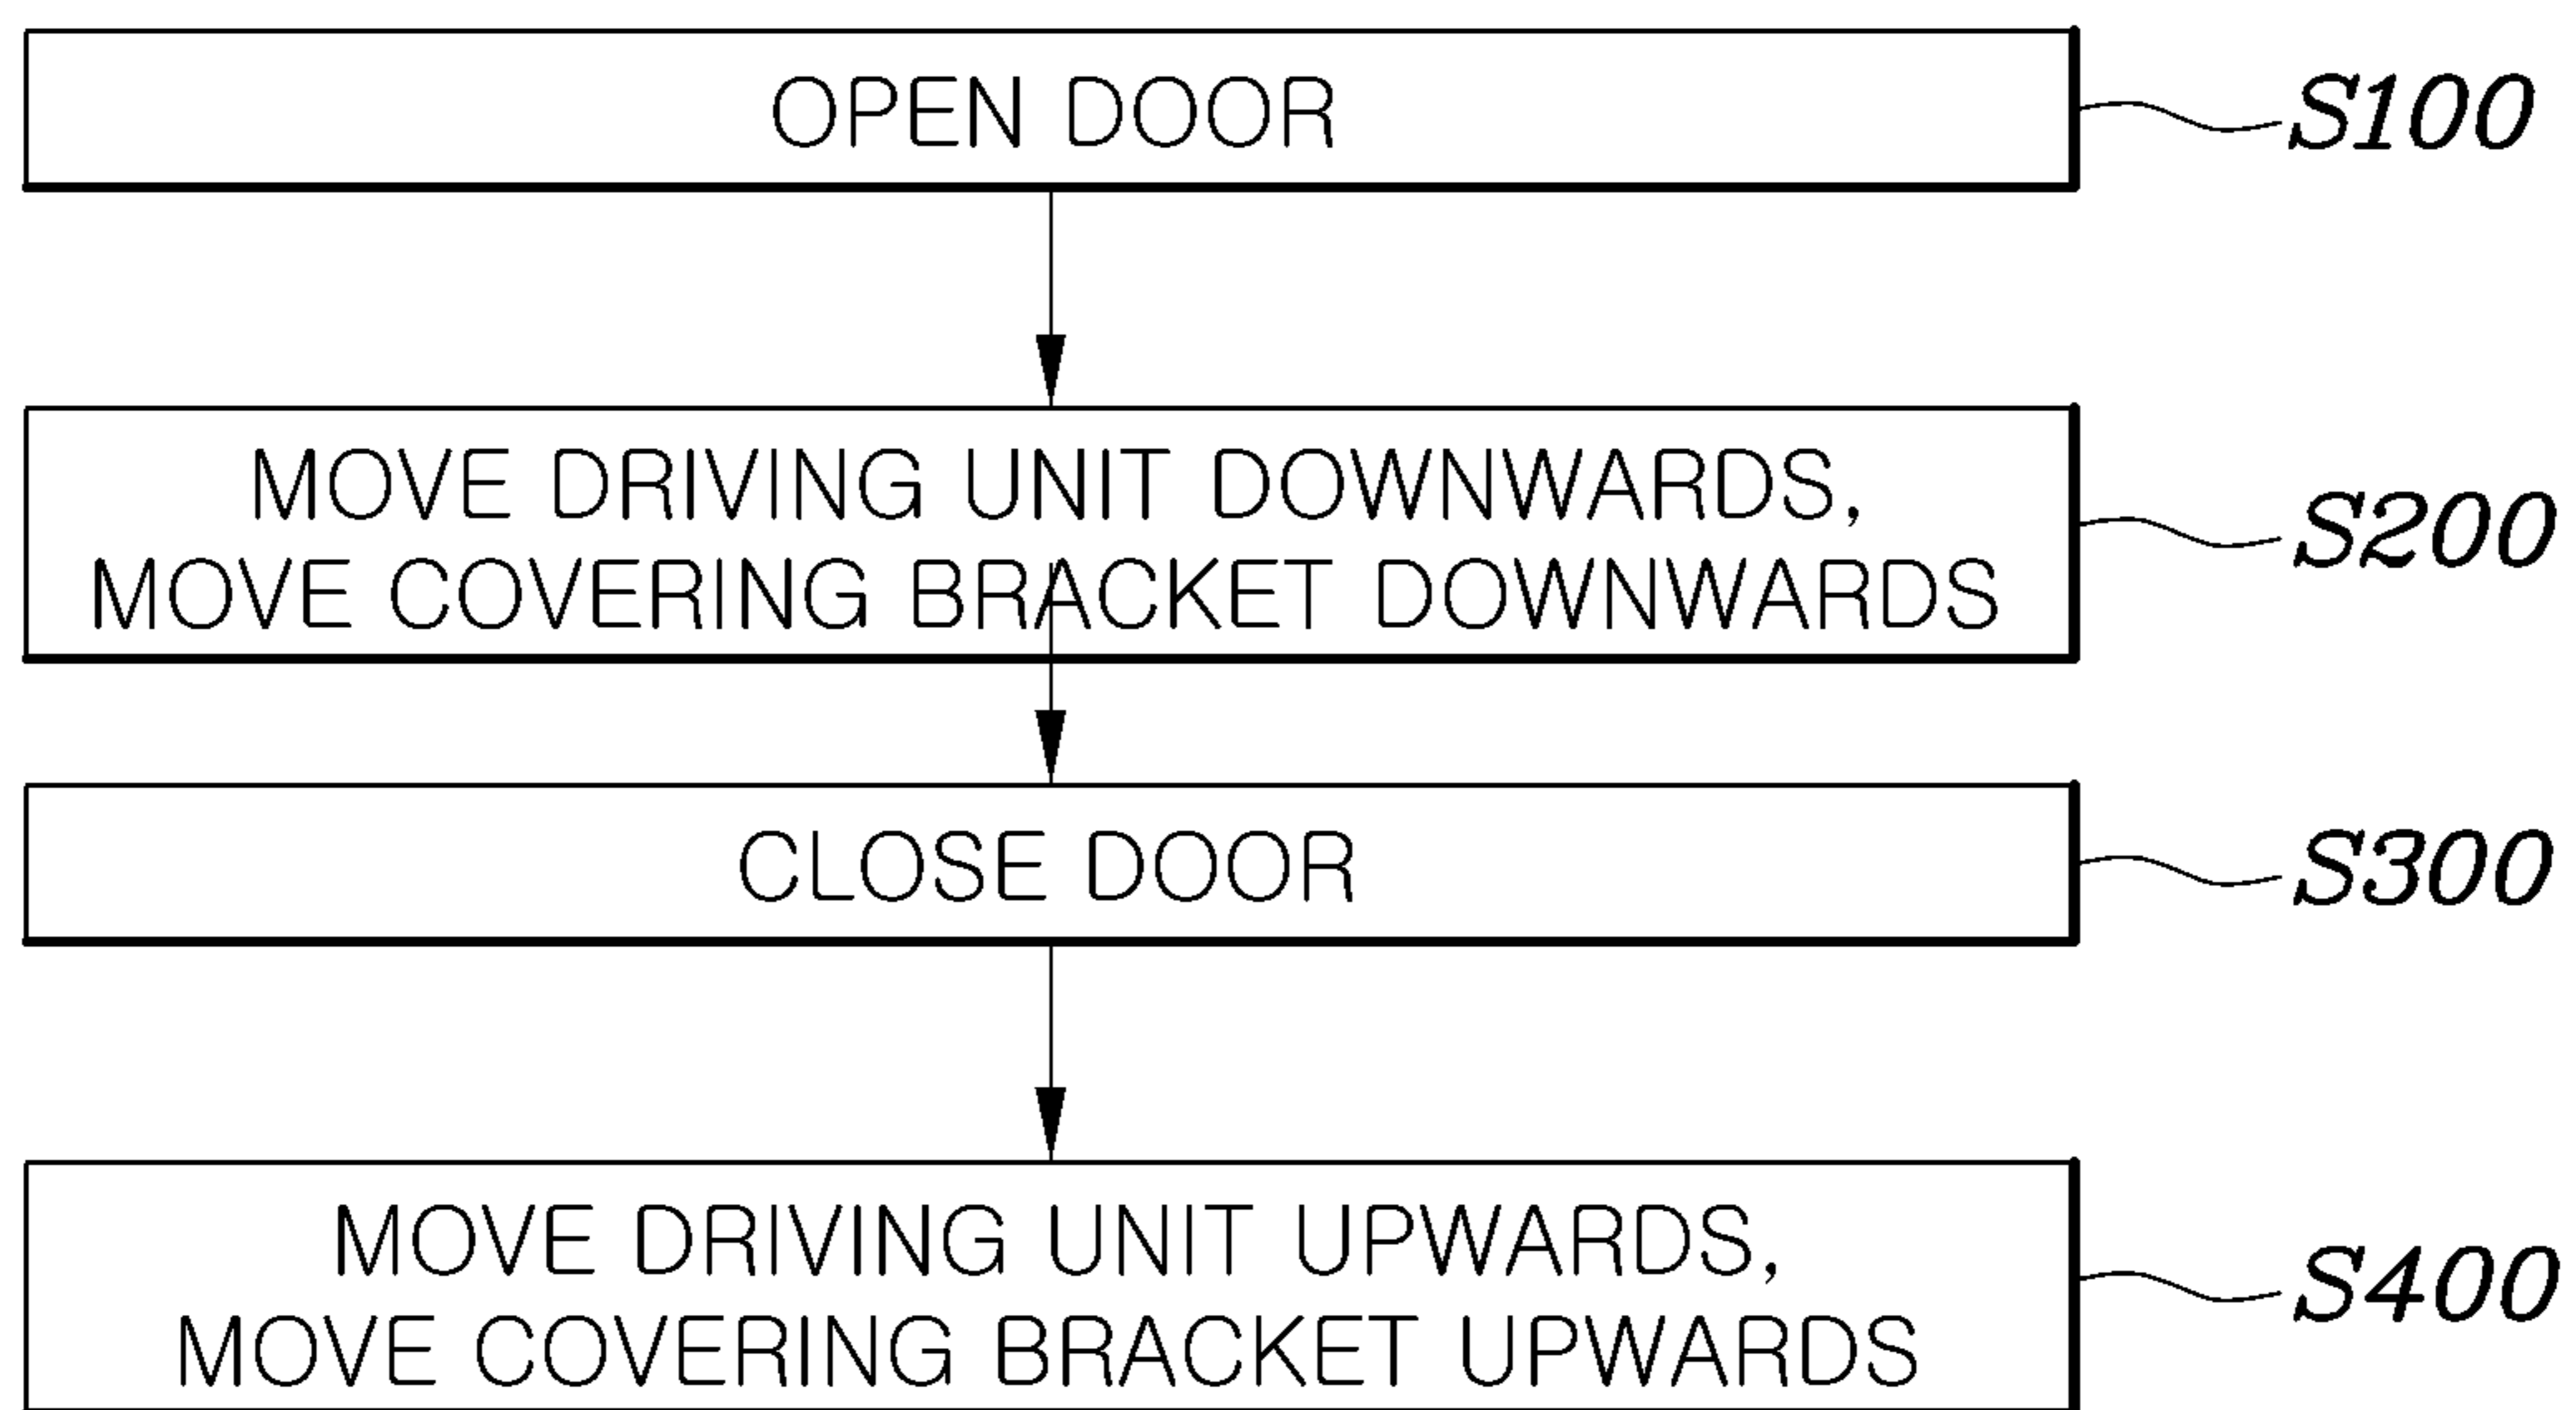 OPEN DOOR
S100
MOVE DRIVING UNIT DOWNWARDS,
MOVE COVERING BRACKET DOWNWARDS
S200
CLOSE DOOR
S300
MOVE DRIVING UNIT UPWARDS,
MOVE COVERING BRACKET UPWARDS
S400